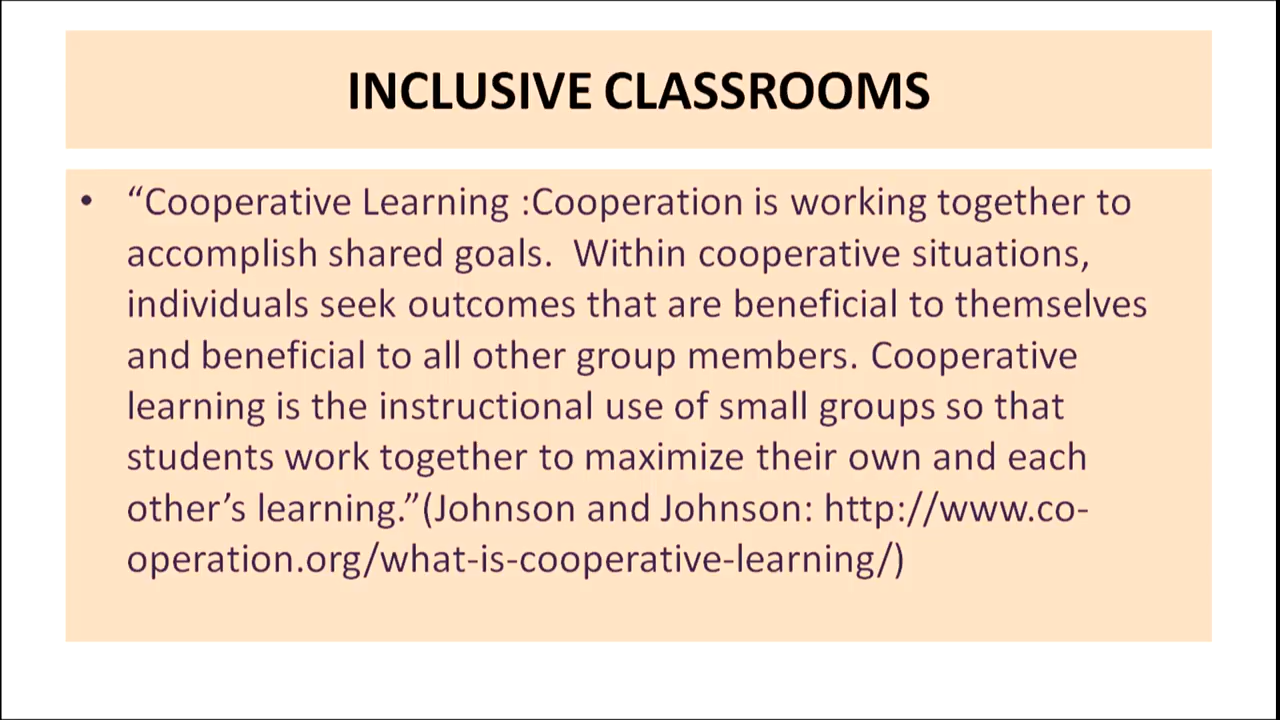 INCLUSIVE CLASSROOMS
• “Cooperative Learning :Cooperation is working together to
accomplish shared goals.  Within cooperative situations,
individuals seek outcomes that are beneficial to themselves
and beneficial to all other group members. Cooperative
learning is the instructional use of small groups so that
students work together to maximize their own and each
other’s learning.”(Johnson and Johnson: http://www.co-
operation.org/what-is-cooperative-learning/)